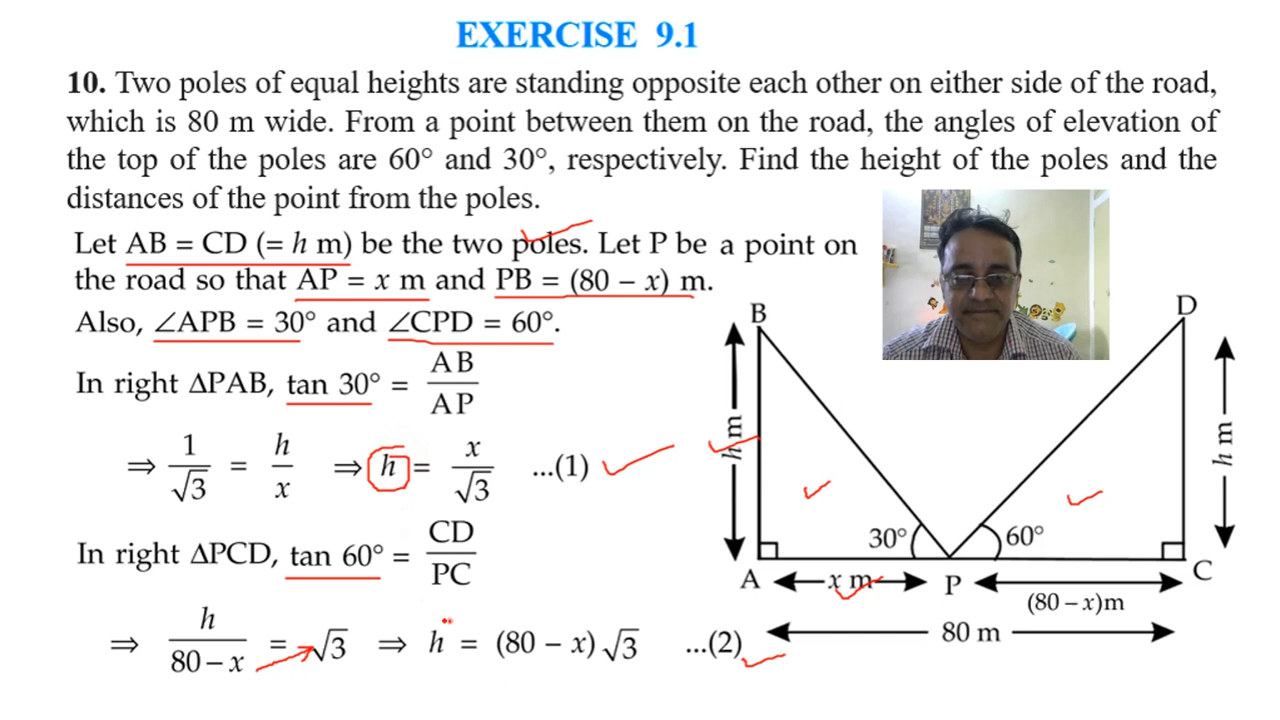 EXERCISE 9.1
10. Two poles of equal heights are standing opposite each other on either side of the road,
which is 80 m wide. From a point between them on the road, the angles of elevation of
the top of the poles are 60° and 30°, respectively. Find the height of the poles and the
distances of the point from the poles.
Let AB = CD (= h m) be the two poles. Let P be a point on
the road so that AP = x m and PB = (80 – x) m.
Also, ∠APB = 30° and ∠CPD = 60°.
In right ΔPAB, tan 30° = AB/AP
⇒ 1/√3 = h/x ⇒ h = x/√3 ...(1)
In right ΔPCD, tan 60° = CD/PC
⇒ h/(80 – x) = √3 ⇒ h = (80 – x)√3 ...(2)
B
D
h m
h m
30°
60°
A
x m
P
(80 – x)m
C
80 m